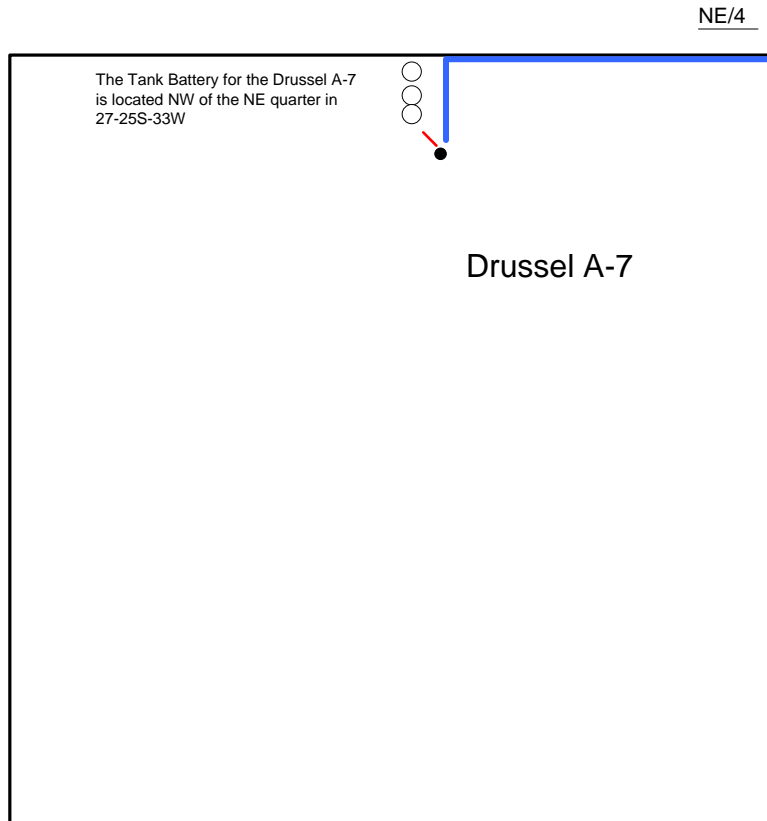 NE/4
The Tank Battery for the Drussel A-7
is located NW of the NE quarter in
27-25S-33W
Drussel A-7